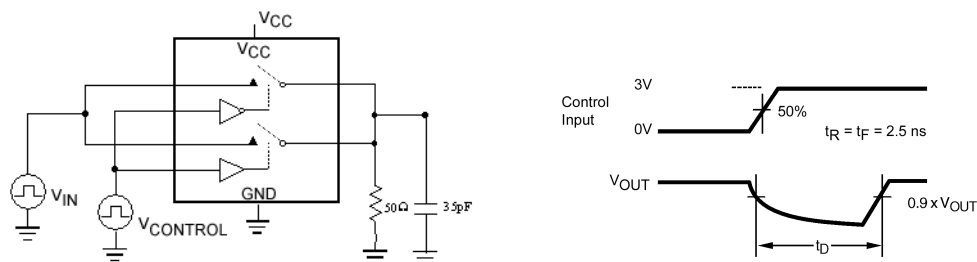 VCC
VCC
VIN
VCONTROL
GND
50Ω
35pF
Control
Input
3V
0V
50%
tR = tF = 2.5 ns
VOUT
0.9 x VOUT
tD